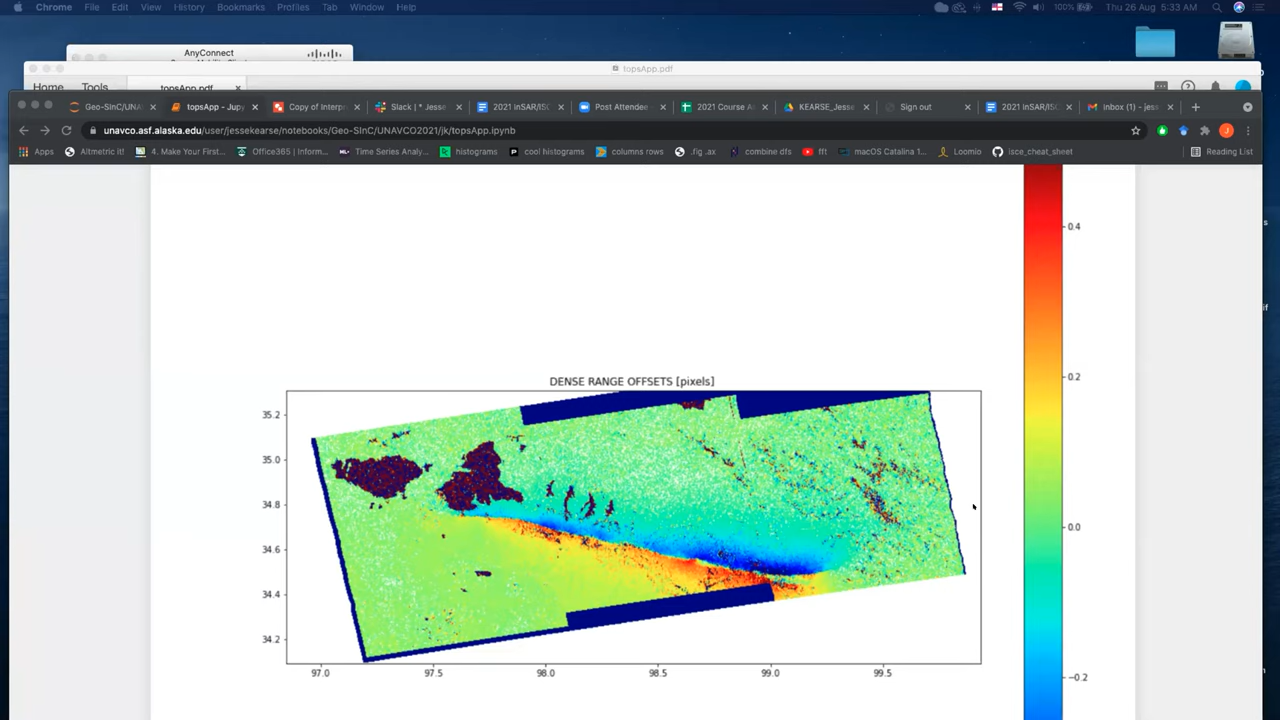 Chrome File Edit View History Bookmarks Profiles Tab Window Help 100% Thu 26 Aug 5:33 AM
AnyConnect
topsApp.pdf
Home Tools topsApp.pdf
Geo-SInC/UNA topsApp - Jupy Copy of Interp Slack | * Jesse 2021 InSAR/ISC Post Attendee 2021 Course As KEARSE_Jesse Sign out 2021 InSAR/ISC Inbox (1) - jess
unavco.asf.alaska.edu/user/jessekearse/notebooks/Geo-SInC/UNAVCO2021/jk/topsApp.ipynb
Apps Altmetric it! 4. Make Your First... Office365 | Inform... Time Series Analy... histograms cool histograms columns rows .fig .ax combine dfs fft macOS Catalina 1... Loomio isce_cheat_sheet Reading List
0.4
0.2
0.0
−0.2
DENSE RANGE OFFSETS [pixels]
35.2
35.0
34.8
34.6
34.4
34.2
97.0 97.5 98.0 98.5 99.0 99.5